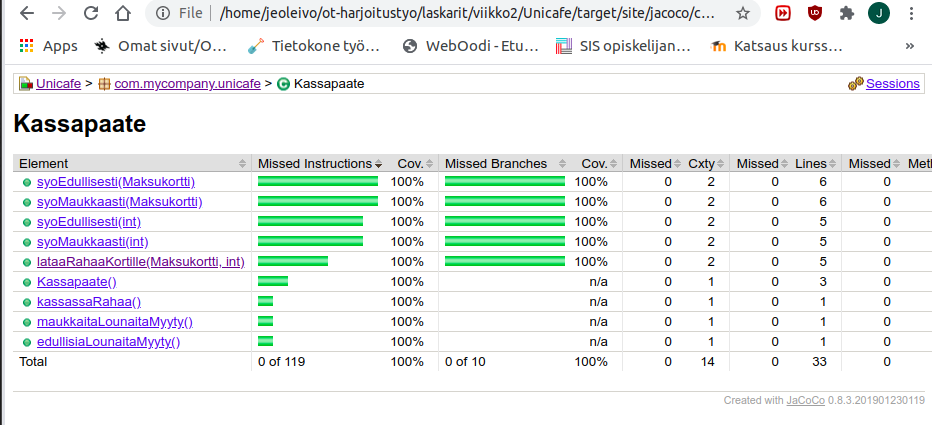 File | /home/jeoleivo/ot-harjoitustyo/laskarit/viikko2/Unicafe/target/site/jacoco/c...
Apps Omat sivut/O... Tietokone työ... WebOodi - Etu... SIS opiskelijan... Katsaus kurss... »
Unicafe > com.mycompany.unicafe > Kassapaate Sessions
Kassapaate
Element Missed Instructions Cov. Missed Branches Cov. Missed Cxty Missed Lines Missed Meth
syoEdullisesti(Maksukortti) 100% 100% 0 2 0 6 0
syoMaukkaasti(Maksukortti) 100% 100% 0 2 0 6 0
syoEdullisesti(int) 100% 100% 0 2 0 5 0
syoMaukkaasti(int) 100% 100% 0 2 0 5 0
lataaRahaaKortille(Maksukortti, int) 100% 100% 0 2 0 5 0
Kassapaate() 100% n/a 0 1 0 3 0
kassassaRahaa() 100% n/a 0 1 0 1 0
maukkaitaLounaitaMyyty() 100% n/a 0 1 0 1 0
edullisiaLounaitaMyyty() 100% n/a 0 1 0 1 0
Total 0 of 119 100% 0 of 10 100% 0 14 0 33 0
Created with JaCoCo 0.8.3.201901230119